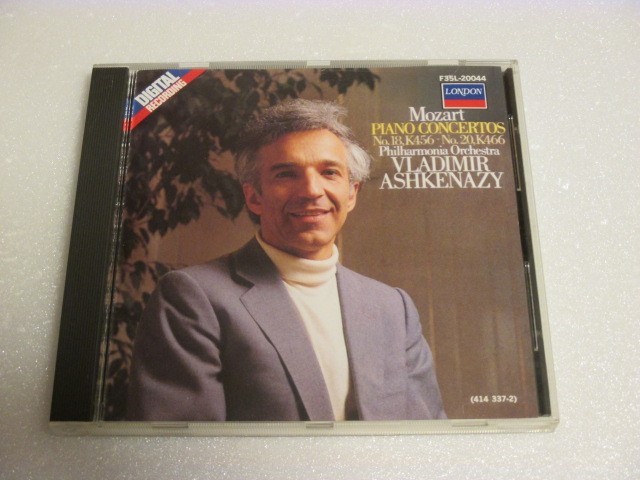 DIGITAL
RECORDING
F35L-20044
LONDON
Mozart
PIANO CONCERTOS
No.18,K456·No.20,K466
Philharmonia Orchestra
VLADIMIR
ASHKENAZY
(414 337-2)